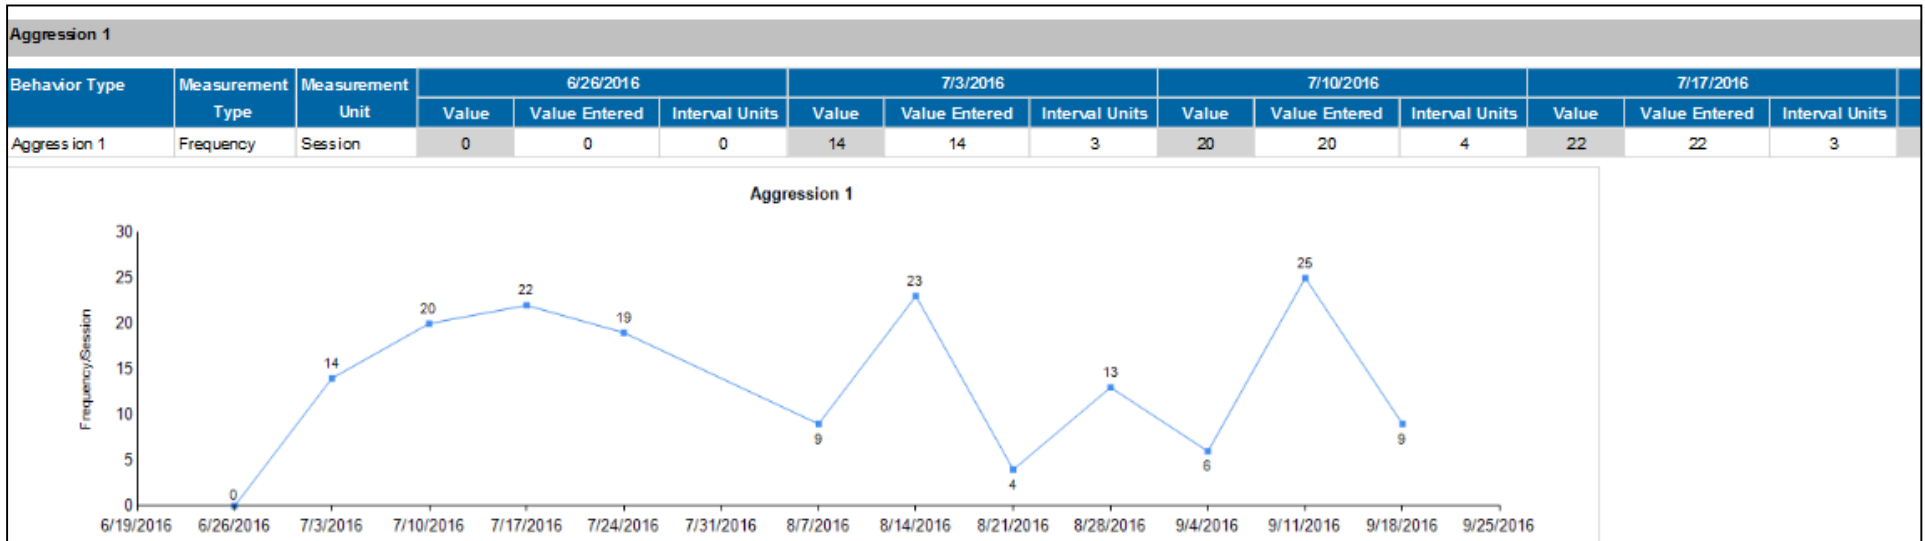 Aggression 1
Behavior Type Measurement Type Measurement Unit 6/26/2016 7/3/2016 7/10/2016 7/17/2016
Value Value Entered Interval Units Value Value Entered Interval Units Value Value Entered Interval Units Value Value Entered Interval Units
Aggression 1 Frequency Session 0 0 0 14 14 3 20 20 4 22 22 3
Aggression 1
30
25
20
15
10
5
0
Frequency/Session
0 14 20 22 19 9 23 4 13 6 25 9
6/19/2016 6/26/2016 7/3/2016 7/10/2016 7/17/2016 7/24/2016 7/31/2016 8/7/2016 8/14/2016 8/21/2016 8/28/2016 9/4/2016 9/11/2016 9/18/2016 9/25/2016